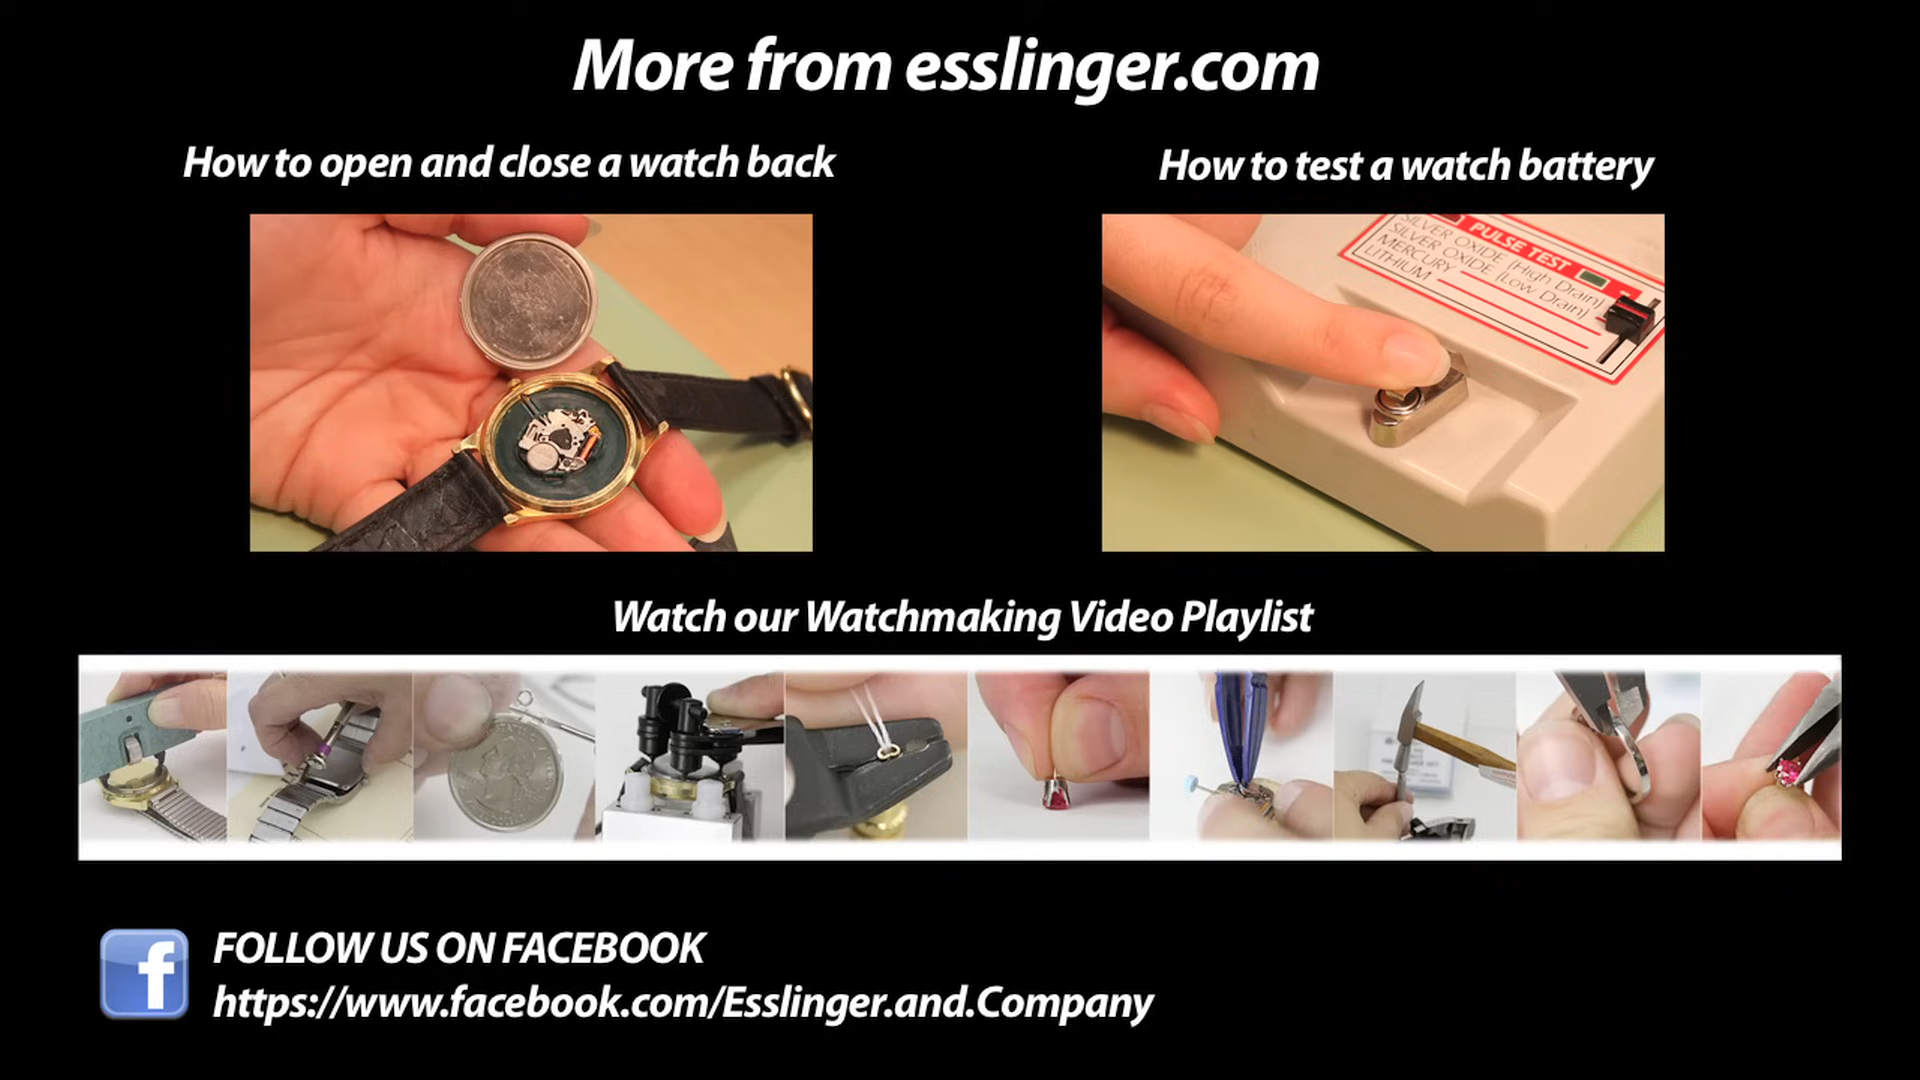 More from esslinger.com
How to open and close a watch back
How to test a watch battery
PULSE TEST
SILVER OXIDE (High Drain)
SILVER OXIDE (Low Drain)
MERCURY
LITHIUM
Watch our Watchmaking Video Playlist
f
FOLLOW US ON FACEBOOK
https://www.facebook.com/Esslinger.and.Company